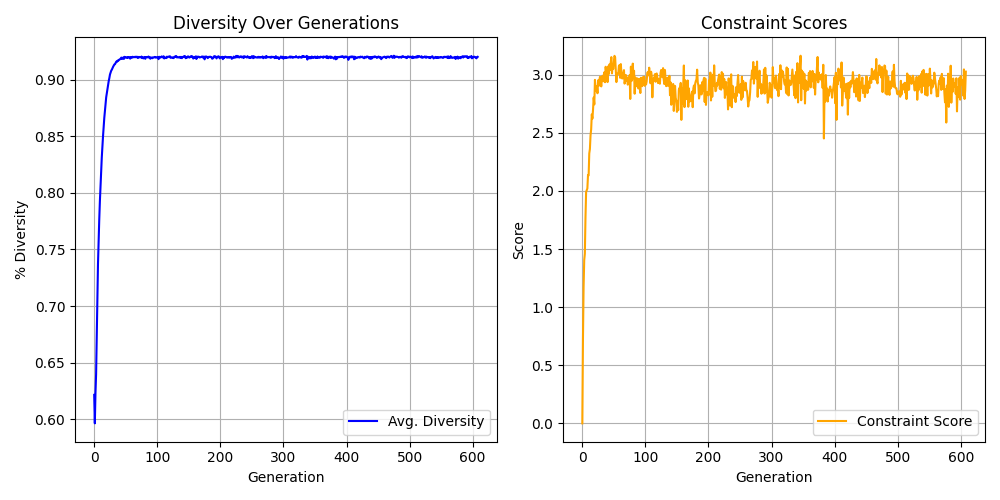 Diversity Over Generations
% Diversity
0.90
0.85
0.80
0.75
0.70
0.65
0.60
0 100 200 300 400 500 600
Generation
Avg. Diversity
Constraint Scores
Score
3.0
2.5
2.0
1.5
1.0
0.5
0.0
0 100 200 300 400 500 600
Generation
Constraint Score